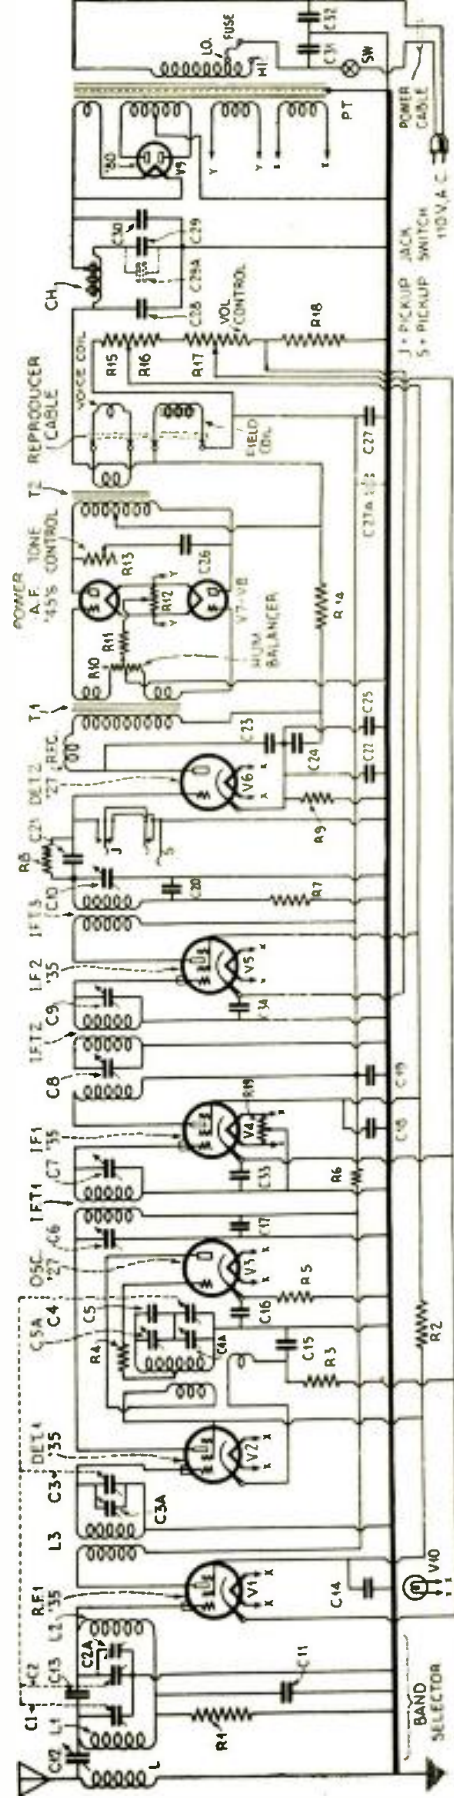 C12
L
L1
C1
C13
C2
C2A
L2
R1
C11
BAND
SELECTOR
R.F.1
'35
V1
x x
C14
V10
x x
L3
C3
C3A
DET.1
'35
V2
x x
R4
C5A
C5
C4
C4A
C15
R3
R2
OSC.
'27
V3
x x
C16
R5
C6
C17
IFT1
C7
IF1
'35
V4
R19
C33
R6
C18
C19
C8
IFT2
C9
I.F.2
'35
V5
x
C34
IFT3
C10
C20
R7
R8
C21
J
S
DET.2
'27
V6
x x
R9
C22
C25
C23
C24
RFC
T1
R10
R11
R12
HUM
BALANCER
POWER
A.F.
'45's
Y
Y
V7-V8
TONE
CONTROL
R13
C26
R14
T2
REPRODUCER
CABLE
VOICE COIL
FIELD
COIL
C27A
C27
R15
R16
R17
VOL
CONTROL
R18
CH.
C28
C29A
C29
C30
'80
V9
Y
Y
x
x
PT
LO.
HI.
FUSE
C31
C32
SW
POWER
CABLE
110 V, A.C.
J = PICKUP JACK
S = PICKUP SWITCH